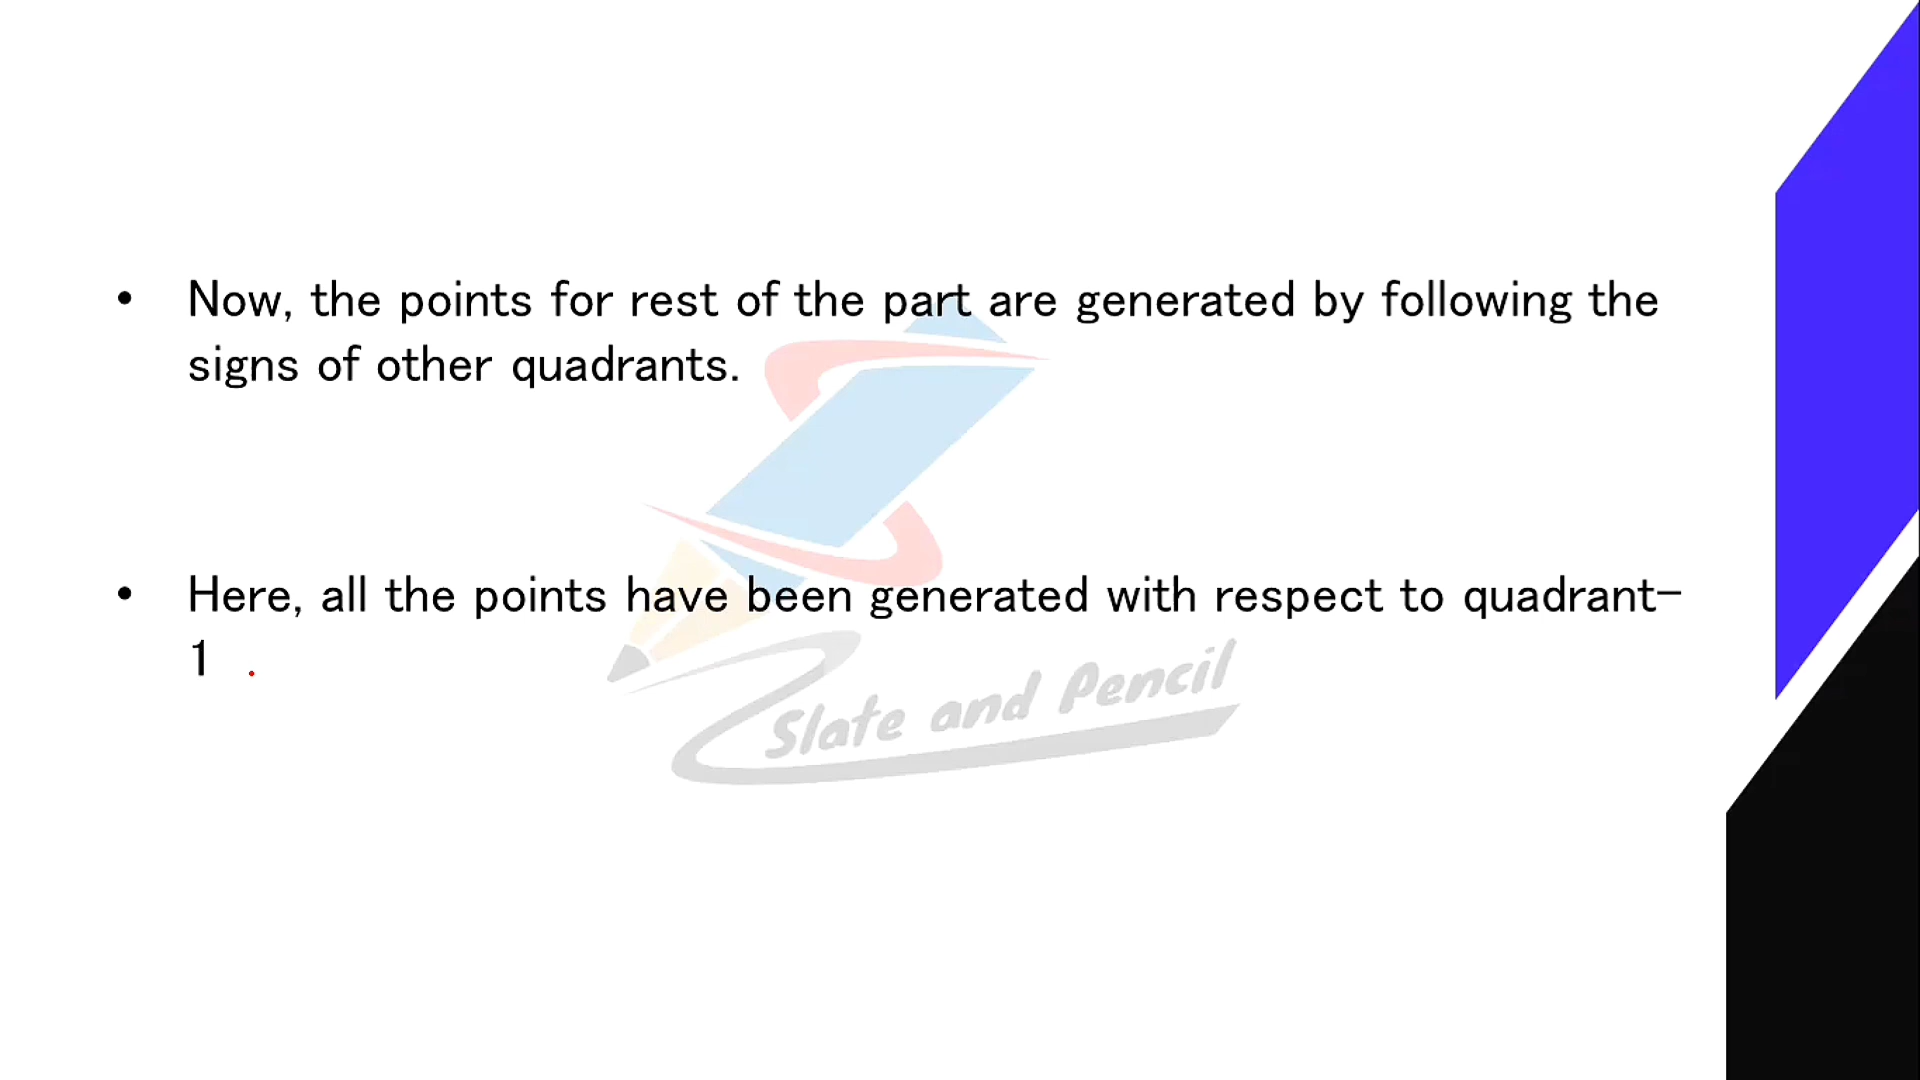 • Now, the points for rest of the part are generated by following the
signs of other quadrants.
• Here, all the points have been generated with respect to quadrant-
1 .
Slate and Pencil